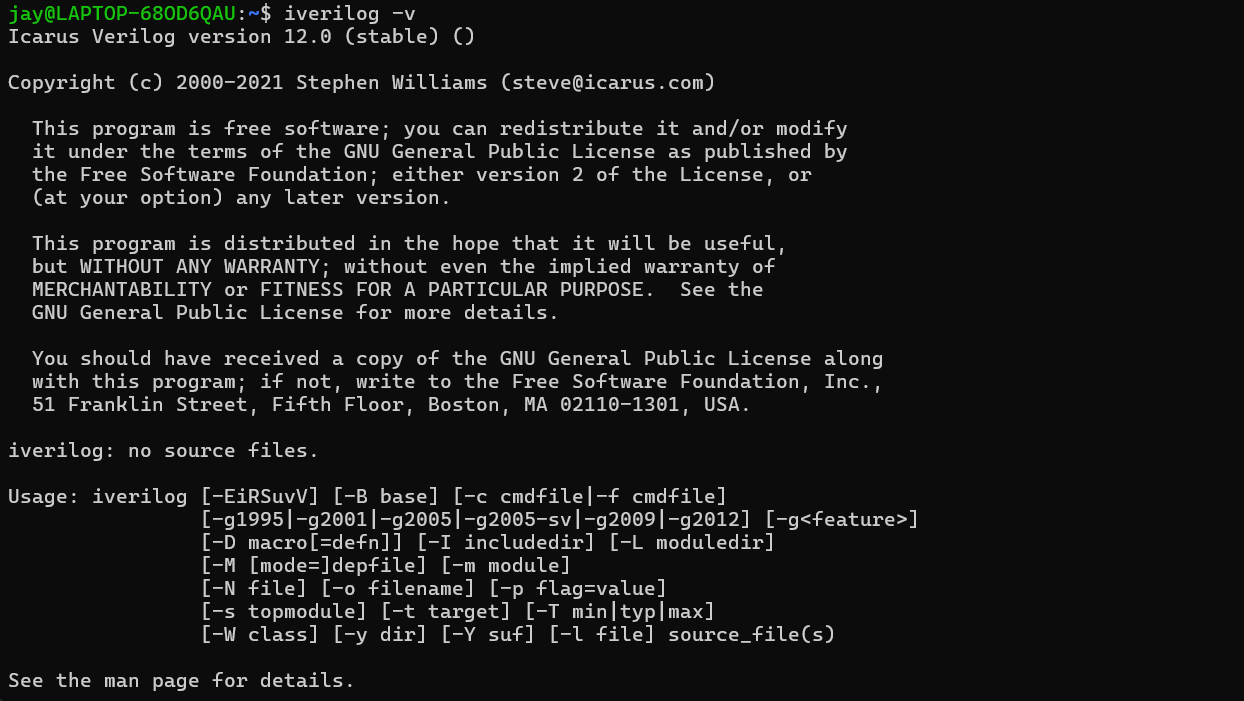 jay@LAPTOP-68OD6QAU:~$ iverilog -v
Icarus Verilog version 12.0 (stable) ()
Copyright (c) 2000-2021 Stephen Williams (steve@icarus.com)
This program is free software; you can redistribute it and/or modify
it under the terms of the GNU General Public License as published by
the Free Software Foundation; either version 2 of the License, or
(at your option) any later version.
This program is distributed in the hope that it will be useful,
but WITHOUT ANY WARRANTY; without even the implied warranty of
MERCHANTABILITY or FITNESS FOR A PARTICULAR PURPOSE.  See the
GNU General Public License for more details.
You should have received a copy of the GNU General Public License along
with this program; if not, write to the Free Software Foundation, Inc.,
51 Franklin Street, Fifth Floor, Boston, MA 02110-1301, USA.
iverilog: no source files.
Usage: iverilog [-EiRSuvV] [-B base] [-c cmdfile|-f cmdfile]
[-g1995|-g2001|-g2005|-g2005-sv|-g2009|-g2012] [-g<feature>]
[-D macro[=defn]] [-I includedir] [-L moduledir]
[-M [mode=]depfile] [-m module]
[-N file] [-o filename] [-p flag=value]
[-s topmodule] [-t target] [-T min|typ|max]
[-W class] [-y dir] [-Y suf] [-l file] source_file(s)
See the man page for details.